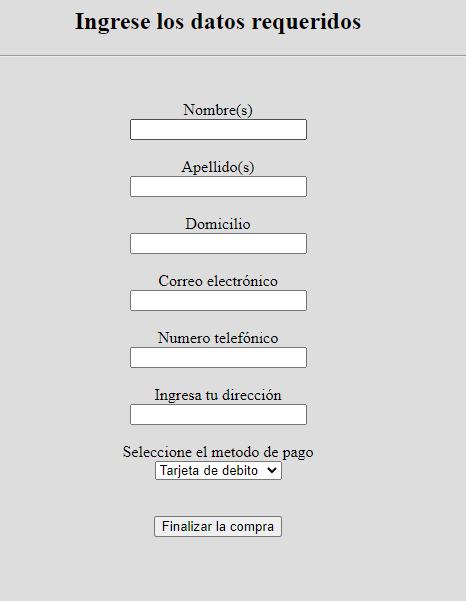 Ingrese los datos requeridos
Nombre(s)
Apellido(s)
Domicilio
Correo electrónico
Numero telefónico
Ingresa tu dirección
Seleccione el metodo de pago
Tarjeta de debito
Finalizar la compra